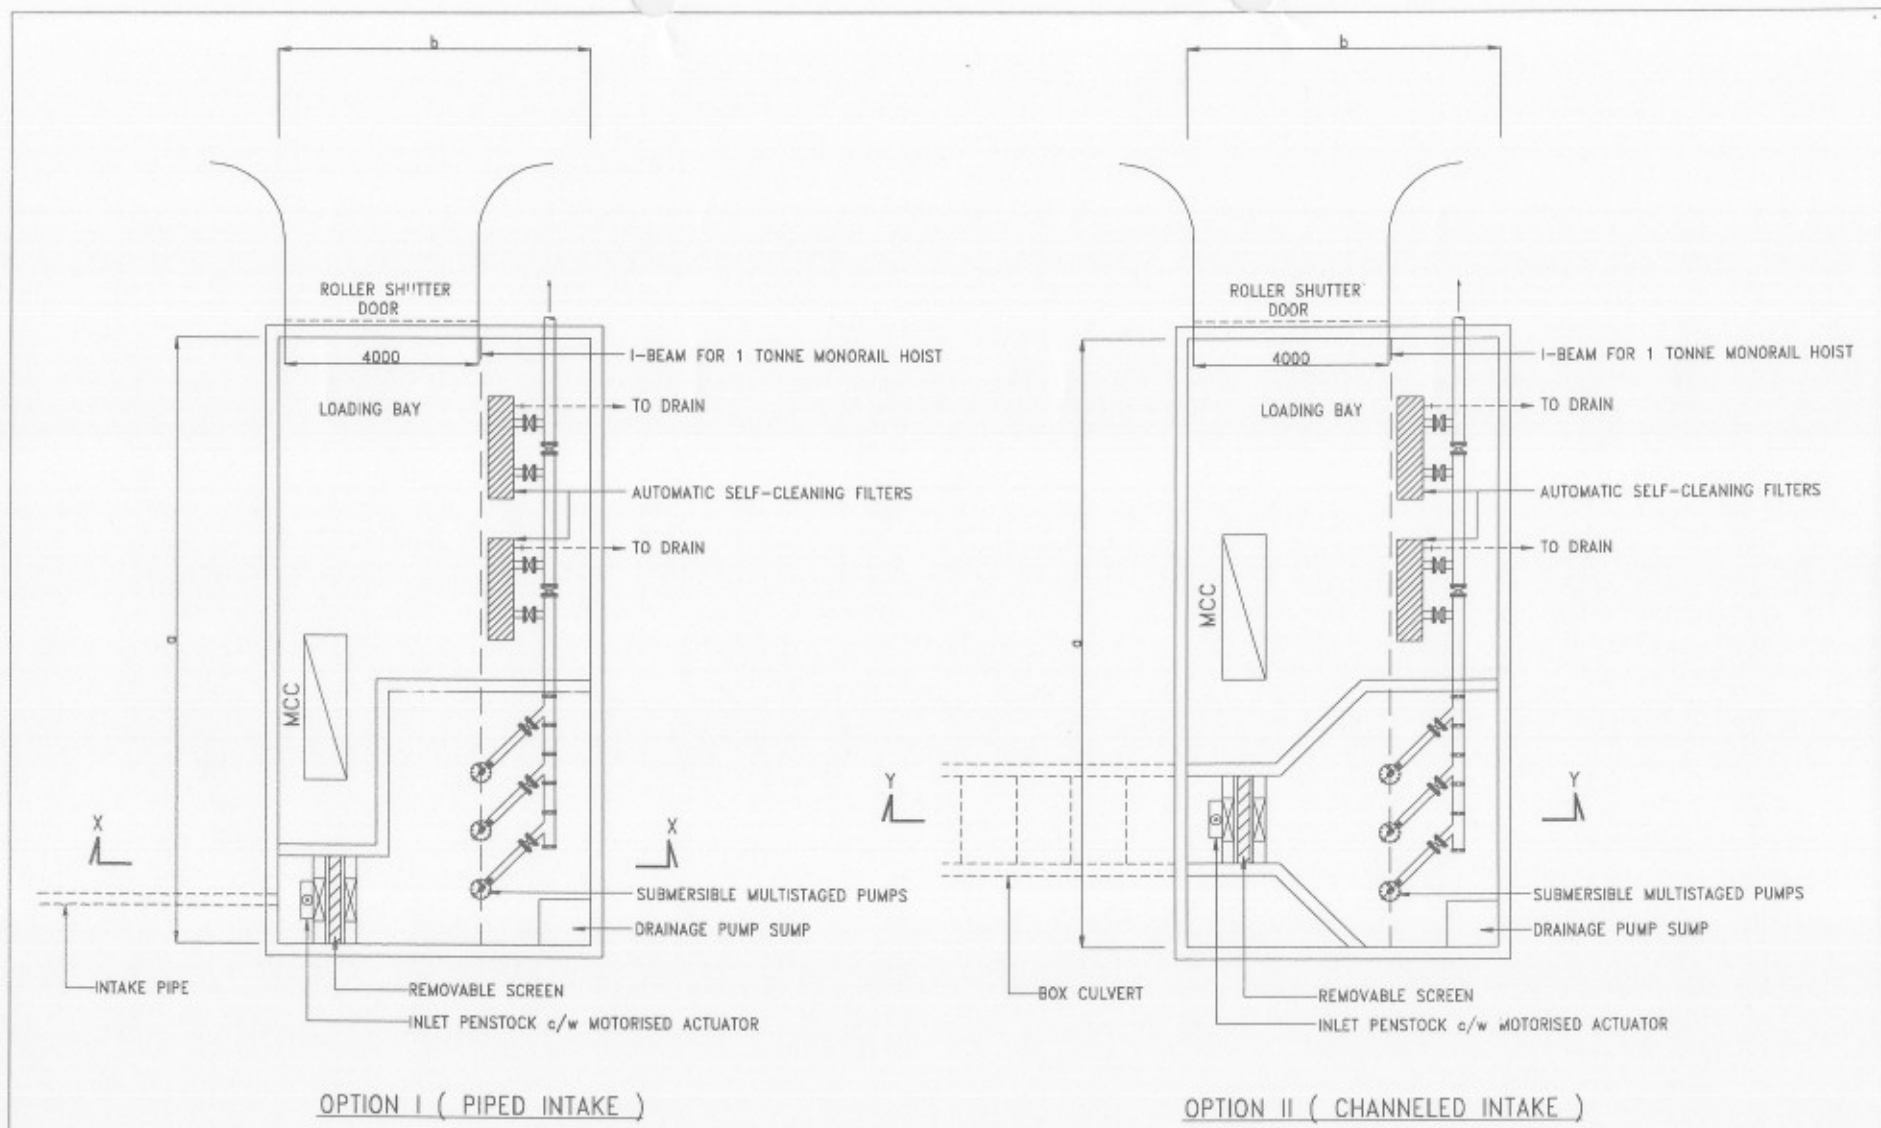 b
ROLLER SHUTTER
DOOR
4000
I-BEAM FOR 1 TONNE MONORAIL HOIST
LOADING BAY
TO DRAIN
AUTOMATIC SELF-CLEANING FILTERS
TO DRAIN
a
MCC
X
X
SUBMERSIBLE MULTISTAGED PUMPS
DRAINAGE PUMP SUMP
INTAKE PIPE
REMOVABLE SCREEN
INLET PENSTOCK c/w MOTORISED ACTUATOR
OPTION I ( PIPED INTAKE )
b
ROLLER SHUTTER
DOOR
4000
I-BEAM FOR 1 TONNE MONORAIL HOIST
LOADING BAY
TO DRAIN
AUTOMATIC SELF-CLEANING FILTERS
TO DRAIN
a
MCC
Y
Y
SUBMERSIBLE MULTISTAGED PUMPS
DRAINAGE PUMP SUMP
BOX CULVERT
REMOVABLE SCREEN
INLET PENSTOCK c/w MOTORISED ACTUATOR
OPTION II ( CHANNELED INTAKE )